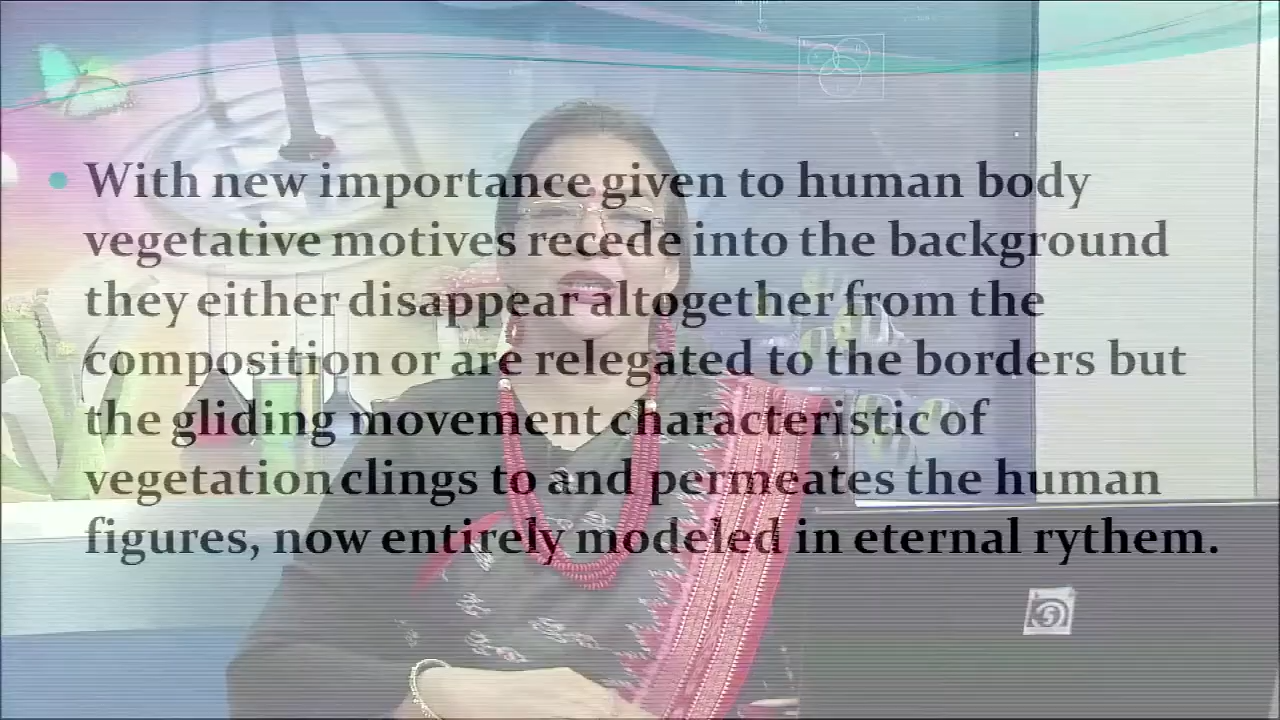 With new importance given to human body
vegetative motives recede into the background
they either disappear altogether from the
composition or are relegated to the borders but
the gliding movement characteristic of
vegetation clings to and permeates the human
figures, now entirely modeled in eternal rythem.